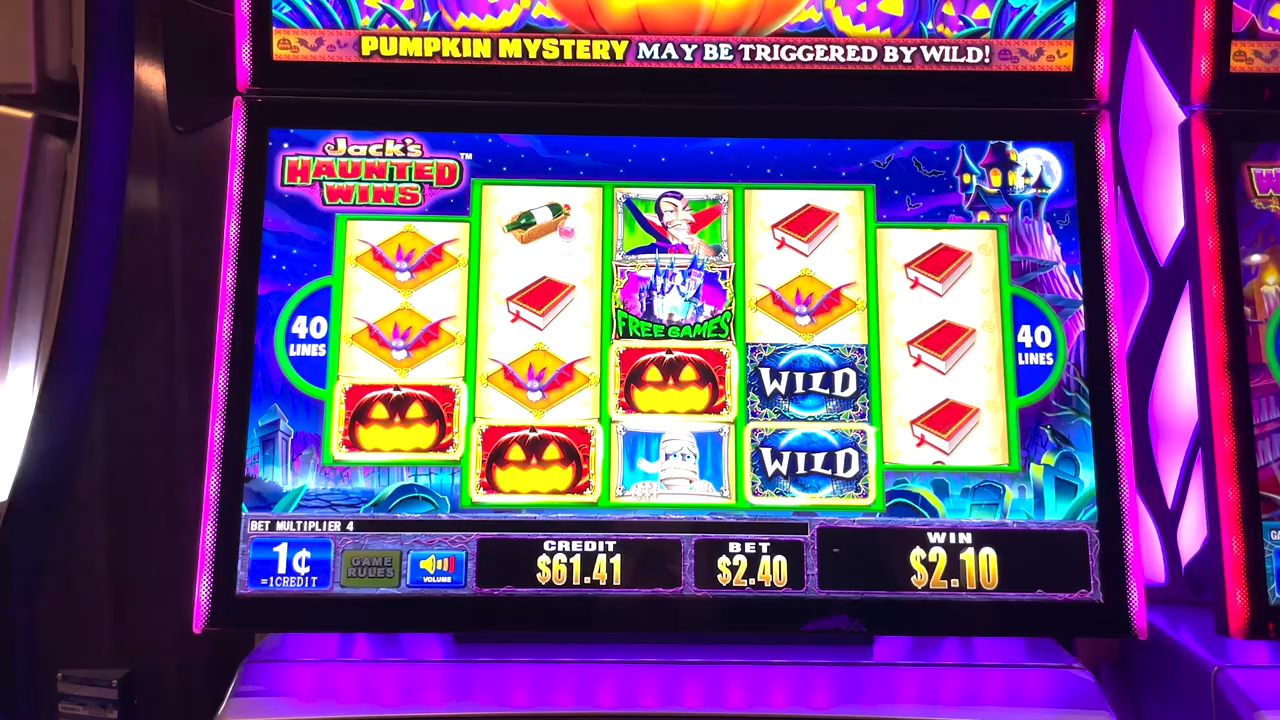 PUMPKIN MYSTERY MAY BE TRIGGERED BY WILD!
Jack's
HAUNTED
WINS™
FREE GAMES
40
LINES
40
LINES
WILD
WILD
BET MULTIPLIER 4
1¢
=1CREDIT
GAME
RULES
VOLUME
CREDIT
$61.41
BET
$2.40
WIN
$2.10